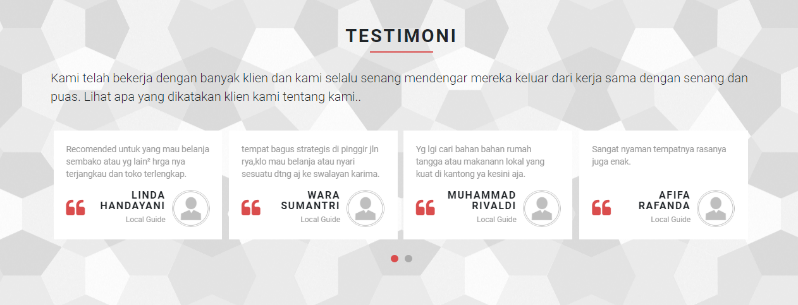 TESTIMONI
Kami telah bekerja dengan banyak klien dan kami selalu senang mendengar mereka keluar dari kerja sama dengan senang dan
puas. Lihat apa yang dikatakan klien kami tentang kami..
Recomended untuk yang mau belanja
sembako atau yg lain² hrga nya
terjangkau dan toko terlengkap.
LINDA
HANDAYANI
Local Guide
tempat bagus strategis di pinggir jln
rya,klo mau belanja atau nyari
sesuatu dtng aj ke swalayan karima.
WARA
SUMANTRI
Local Guide
Yg lgi cari bahan bahan rumah
tangga atau makanann lokal yang
kuat di kantong ya kesini aja.
MUHAMMAD
RIVALDI
Local Guide
Sangat nyaman tempatnya rasanya
juga enak.
AFIFA
RAFANDA
Local Guide